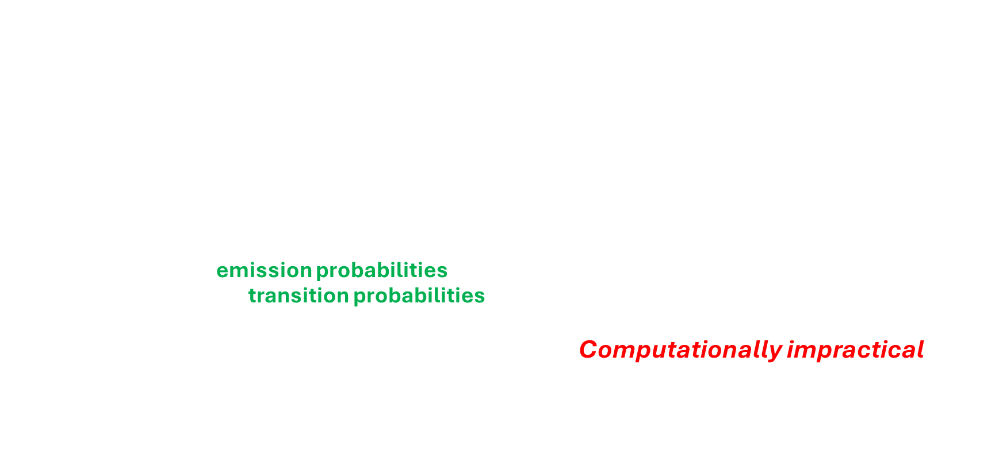 emission probabilities
transition probabilities
Computationally impractical